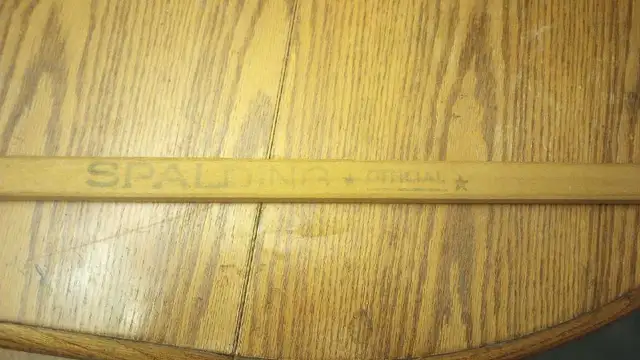 SPALDING ★ OFFICIAL ★